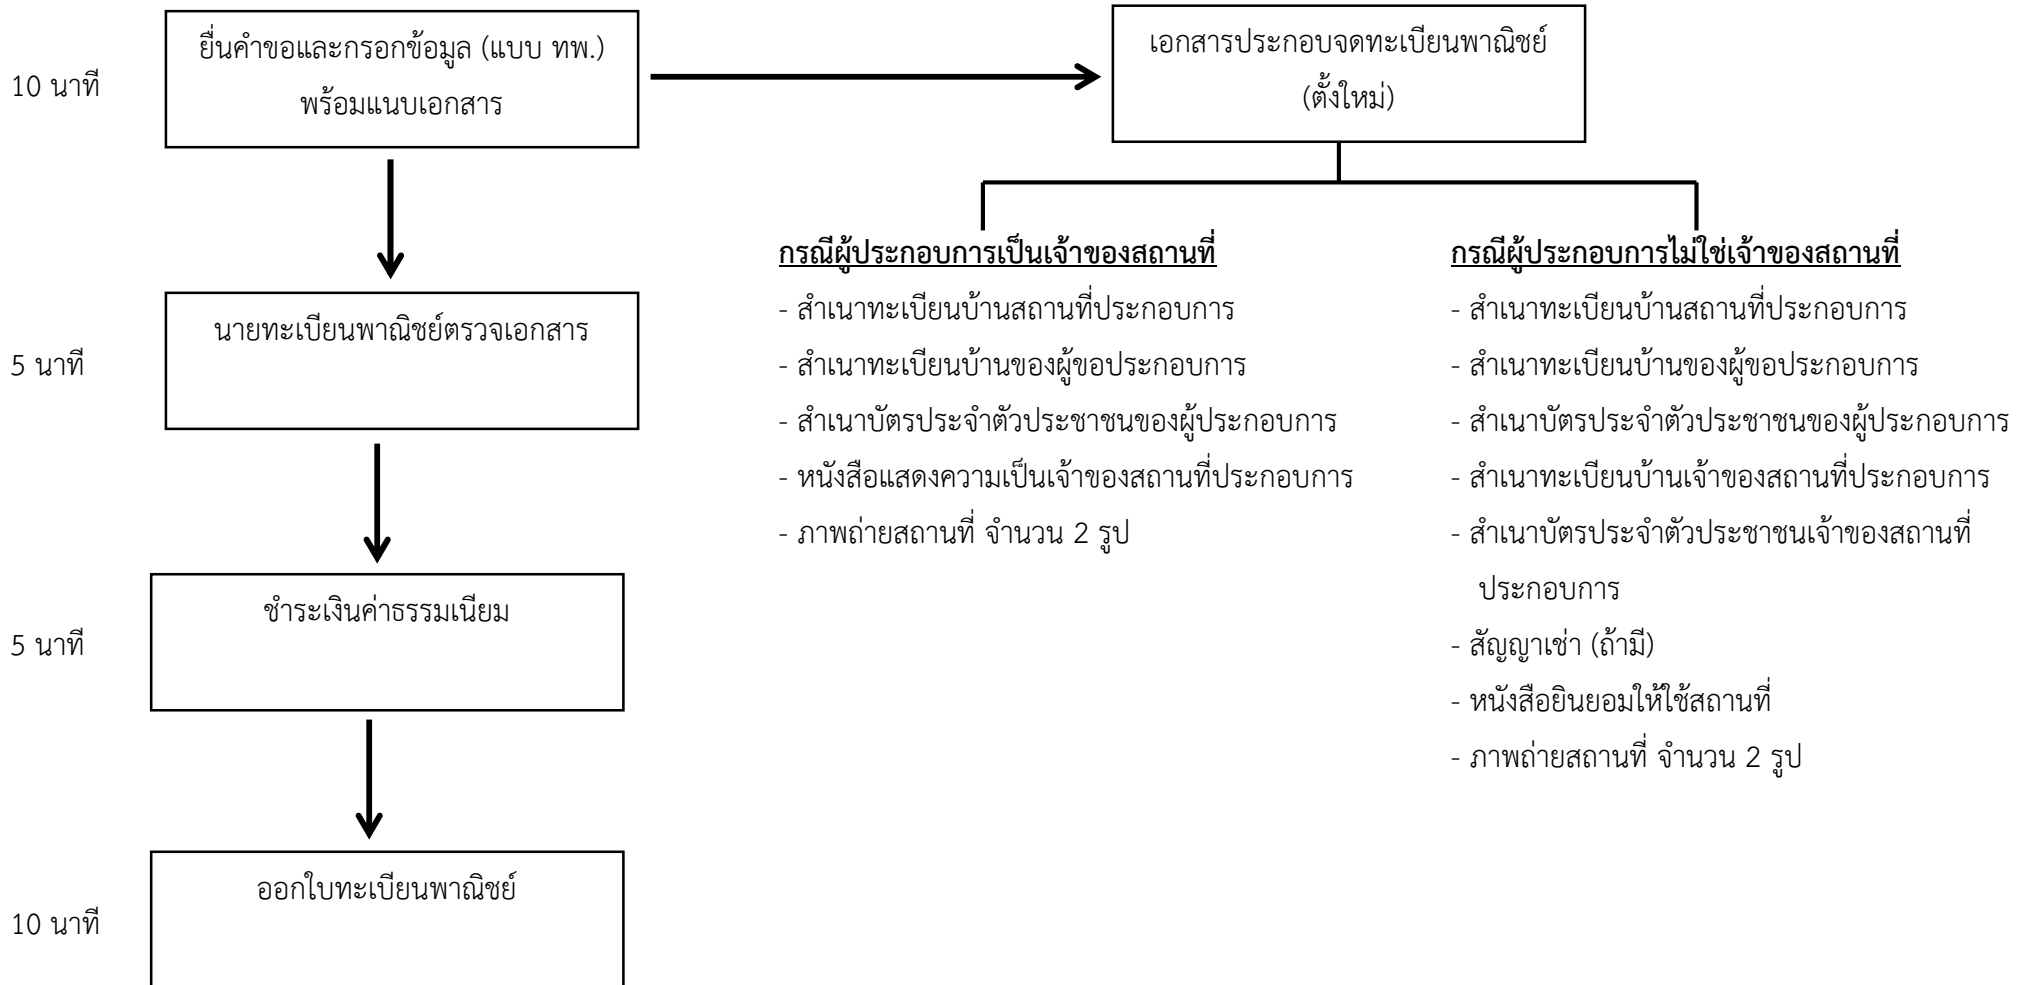 10 นาที
ยื่นคำขอและกรอกข้อมูล (แบบ ทพ.)
พร้อมแนบเอกสาร
เอกสารประกอบจดทะเบียนพาณิชย์
(ตั้งใหม่)
5 นาที
นายทะเบียนพาณิชย์ตรวจเอกสาร
5 นาที
ชำระเงินค่าธรรมเนียม
10 นาที
ออกใบทะเบียนพาณิชย์
กรณีผู้ประกอบการเป็นเจ้าของสถานที่
- สำเนาทะเบียนบ้านสถานที่ประกอบการ
- สำเนาทะเบียนบ้านของผู้ขอประกอบการ
- สำเนาบัตรประจำตัวประชาชนของผู้ประกอบการ
- หนังสือแสดงความเป็นเจ้าของสถานที่ประกอบการ
- ภาพถ่ายสถานที่ จำนวน 2 รูป
กรณีผู้ประกอบการไม่ใช่เจ้าของสถานที่
- สำเนาทะเบียนบ้านสถานที่ประกอบการ
- สำเนาทะเบียนบ้านของผู้ขอประกอบการ
- สำเนาบัตรประจำตัวประชาชนของผู้ประกอบการ
- สำเนาทะเบียนบ้านเจ้าของสถานที่ประกอบการ
- สำเนาบัตรประจำตัวประชาชนเจ้าของสถานที่
ประกอบการ
- สัญญาเช่า (ถ้ามี)
- หนังสือยินยอมให้ใช้สถานที่
- ภาพถ่ายสถานที่ จำนวน 2 รูป